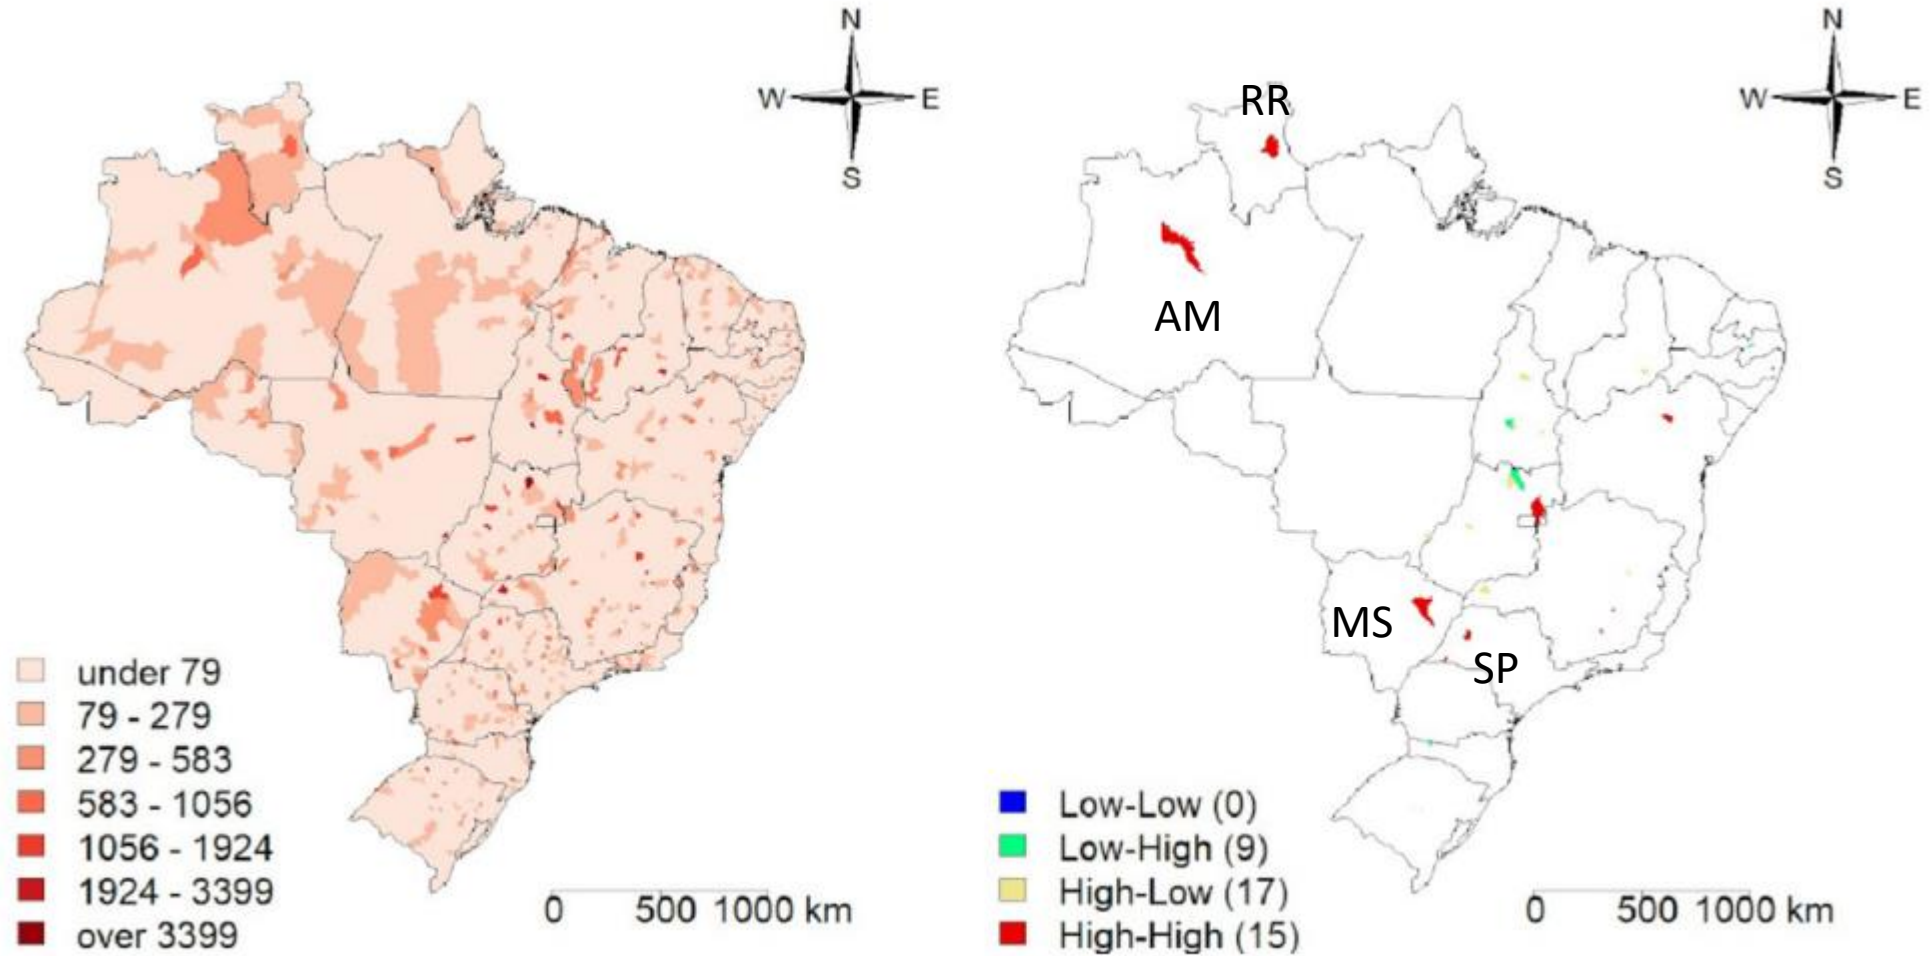 N
W E
S
under 79
79 - 279
279 - 583
583 - 1056
1056 - 1924
1924 - 3399
over 3399
0 500 1000 km
N
W E
S
RR
AM
MS
SP
Low-Low (0)
Low-High (9)
High-Low (17)
High-High (15)
0 500 1000 km